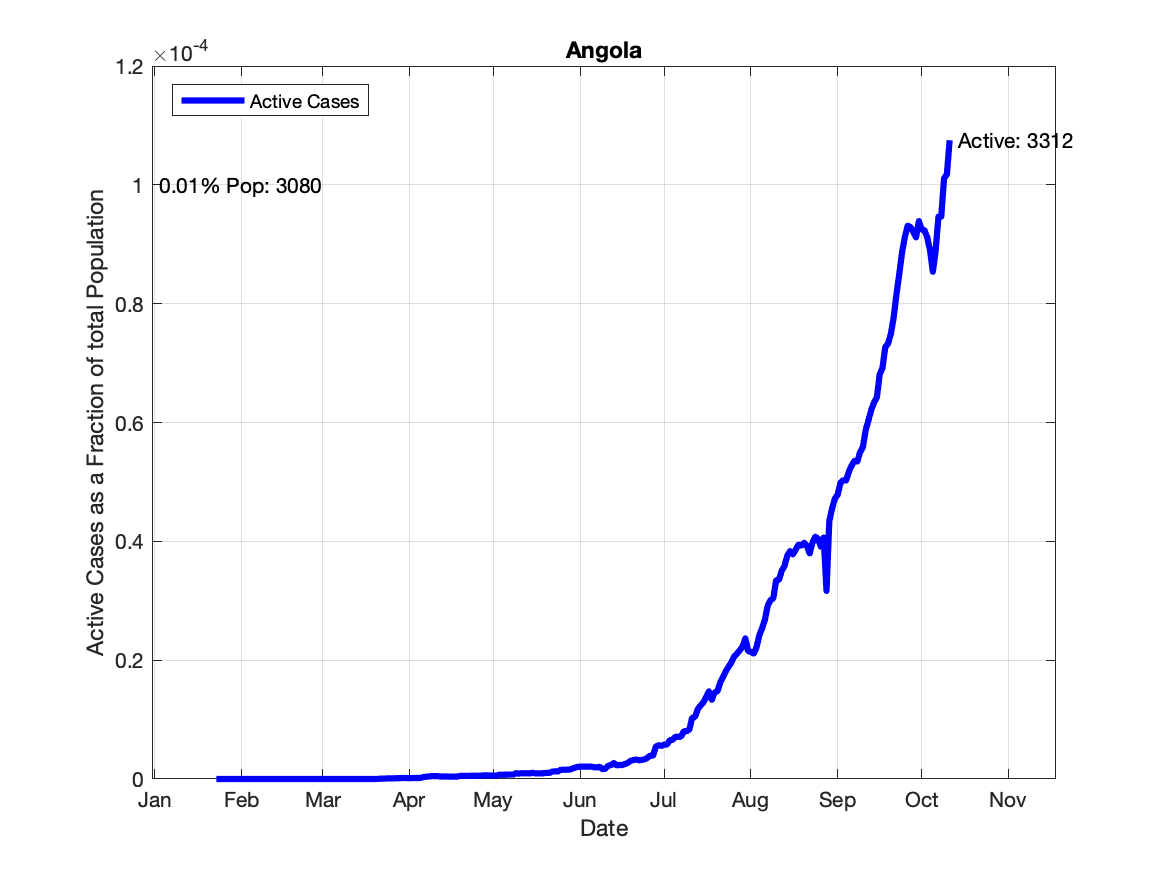 Angola
×10-4
1.2
1
0.8
0.6
0.4
0.2
0
Active Cases as a Fraction of total Population
Active Cases
Active: 3312
0.01% Pop: 3080
Jan Feb Mar Apr May Jun Jul Aug Sep Oct Nov
Date